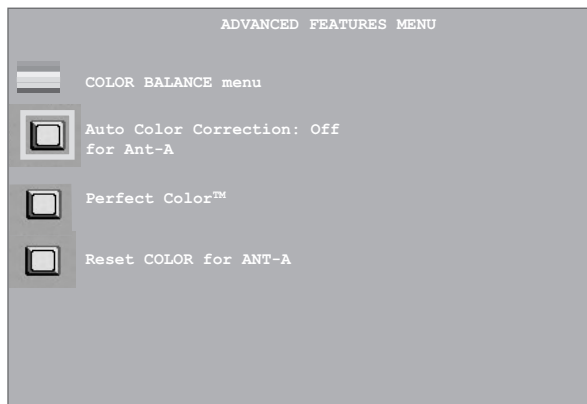 ADVANCED FEATURES MENU
COLOR BALANCE menu
Auto Color Correction: Off
for Ant-A
Perfect Color™
Reset COLOR for ANT-A